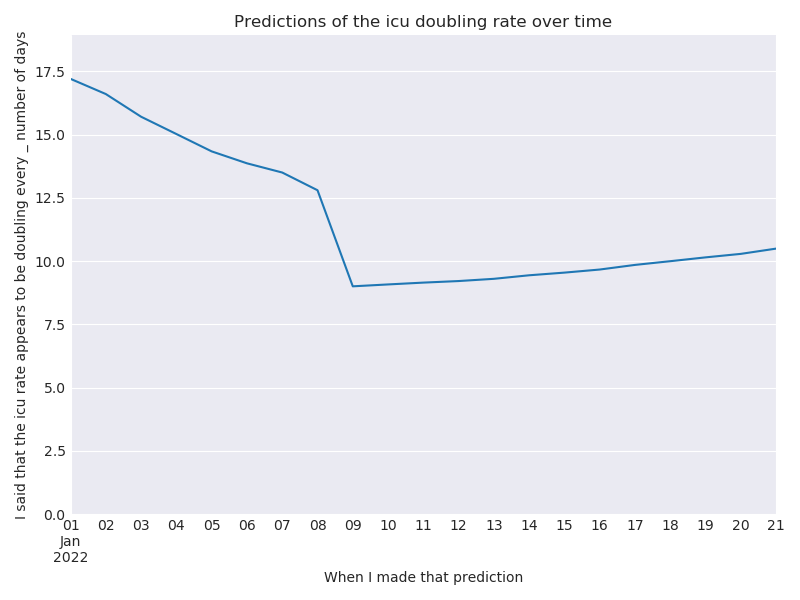 Predictions of the icu doubling rate over time
I said that the icu rate appears to be doubling every _ number of days
17.5
15.0
12.5
10.0
7.5
5.0
2.5
0.0
01 02 03 04 05 06 07 08 09 10 11 12 13 14 15 16 17 18 19 20 21
Jan
2022
When I made that prediction